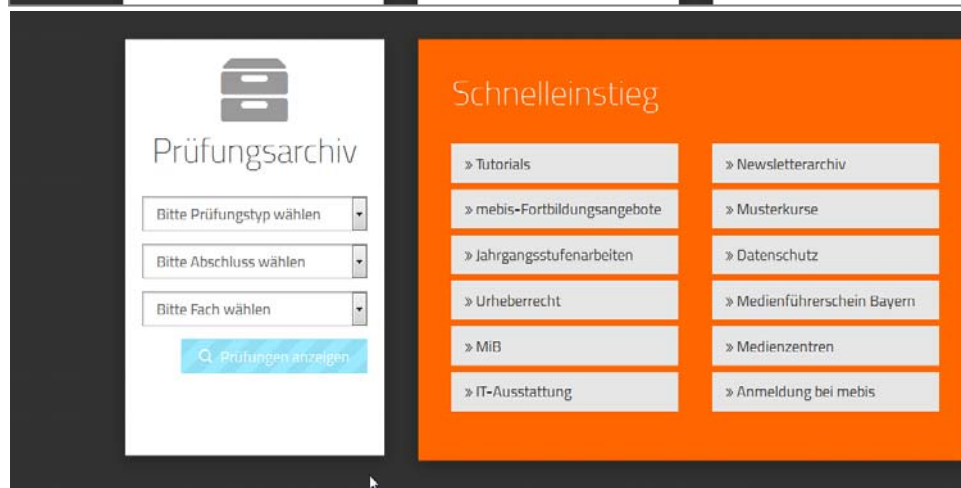 Prüfungsarchiv
Bitte Prüfungstyp wählen
Bitte Abschluss wählen
Bitte Fach wählen
Prüfungen anzeigen
Schnelleinstieg
» Tutorials
» mebis-Fortbildungsangebote
» Jahrgangsstufenarbeiten
» Urheberrecht
» MiB
» IT-Ausstattung
» Newsletterarchiv
» Musterkurse
» Datenschutz
» Medienführerschein Bayern
» Medienzentren
» Anmeldung bei mebis